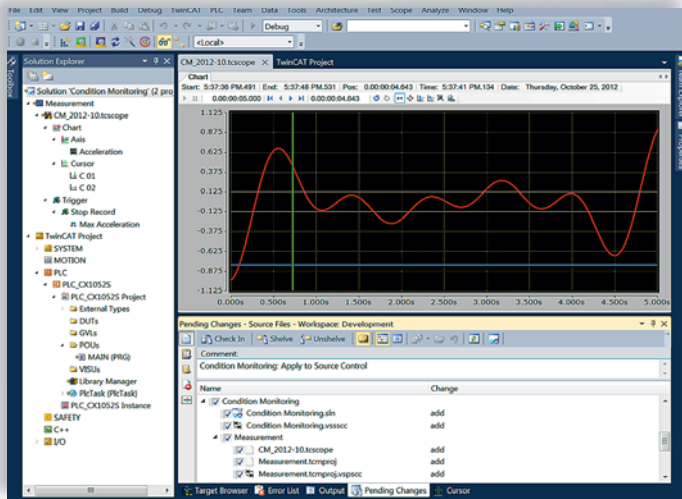 File Edit View Project Build Debug TwinCAT PLC Team Data Tools Architecture Test Scope Analyze Window Help
Debug
<Local>
Toolbox
Solution Explorer
Solution 'Condition Monitoring' (2 pro
Measurement
CM_2012-10.tcscope
Chart
Axis
Acceleration
Cursor
C 01
C 02
Trigger
Stop Record
Max Acceleration
TwinCAT Project
SYSTEM
MOTION
PLC
PLC_CX1052S
PLC_CX1052S Project
External Types
DUTs
GVLs
POUs
MAIN (PRG)
VISUs
Library Manager
PlcTask (PlcTask)
PLC_CX1052S Instance
SAFETY
C++
I/O
CM_2012-10.tcscope TwinCAT Project
Chart
Start: 5:37:36 PM.491 End: 5:37:48 PM.531 Pos: 0.00:00:04.643 Time: 5:37:41 PM.134 Date: Thursday, October 25, 2012
0.00:00:05.000 0.00:00:04.643
1.125
0.875
0.625
0.375
0.125
-0.125
-0.375
-0.625
-0.875
-1.125
0.000s 0.500s 1.000s 1.500s 2.000s 2.500s 3.000s 3.500s 4.000s 4.500s 5.000s
Pending Changes - Source Files - Workspace: Development
Check In Shelve Unshelve
Comment:
Condition Monitoring: Apply to Source Control
Name Change
Condition Monitoring
Condition Monitoring.sln add
Condition Monitoring.vssscc add
Measurement
CM_2012-10.tcscope add
Measurement.tcmproj add
Measurement.tcmproj.vspscc add
Target Browser Error List Output Pending Changes Cursor
Team Explorer
Properties